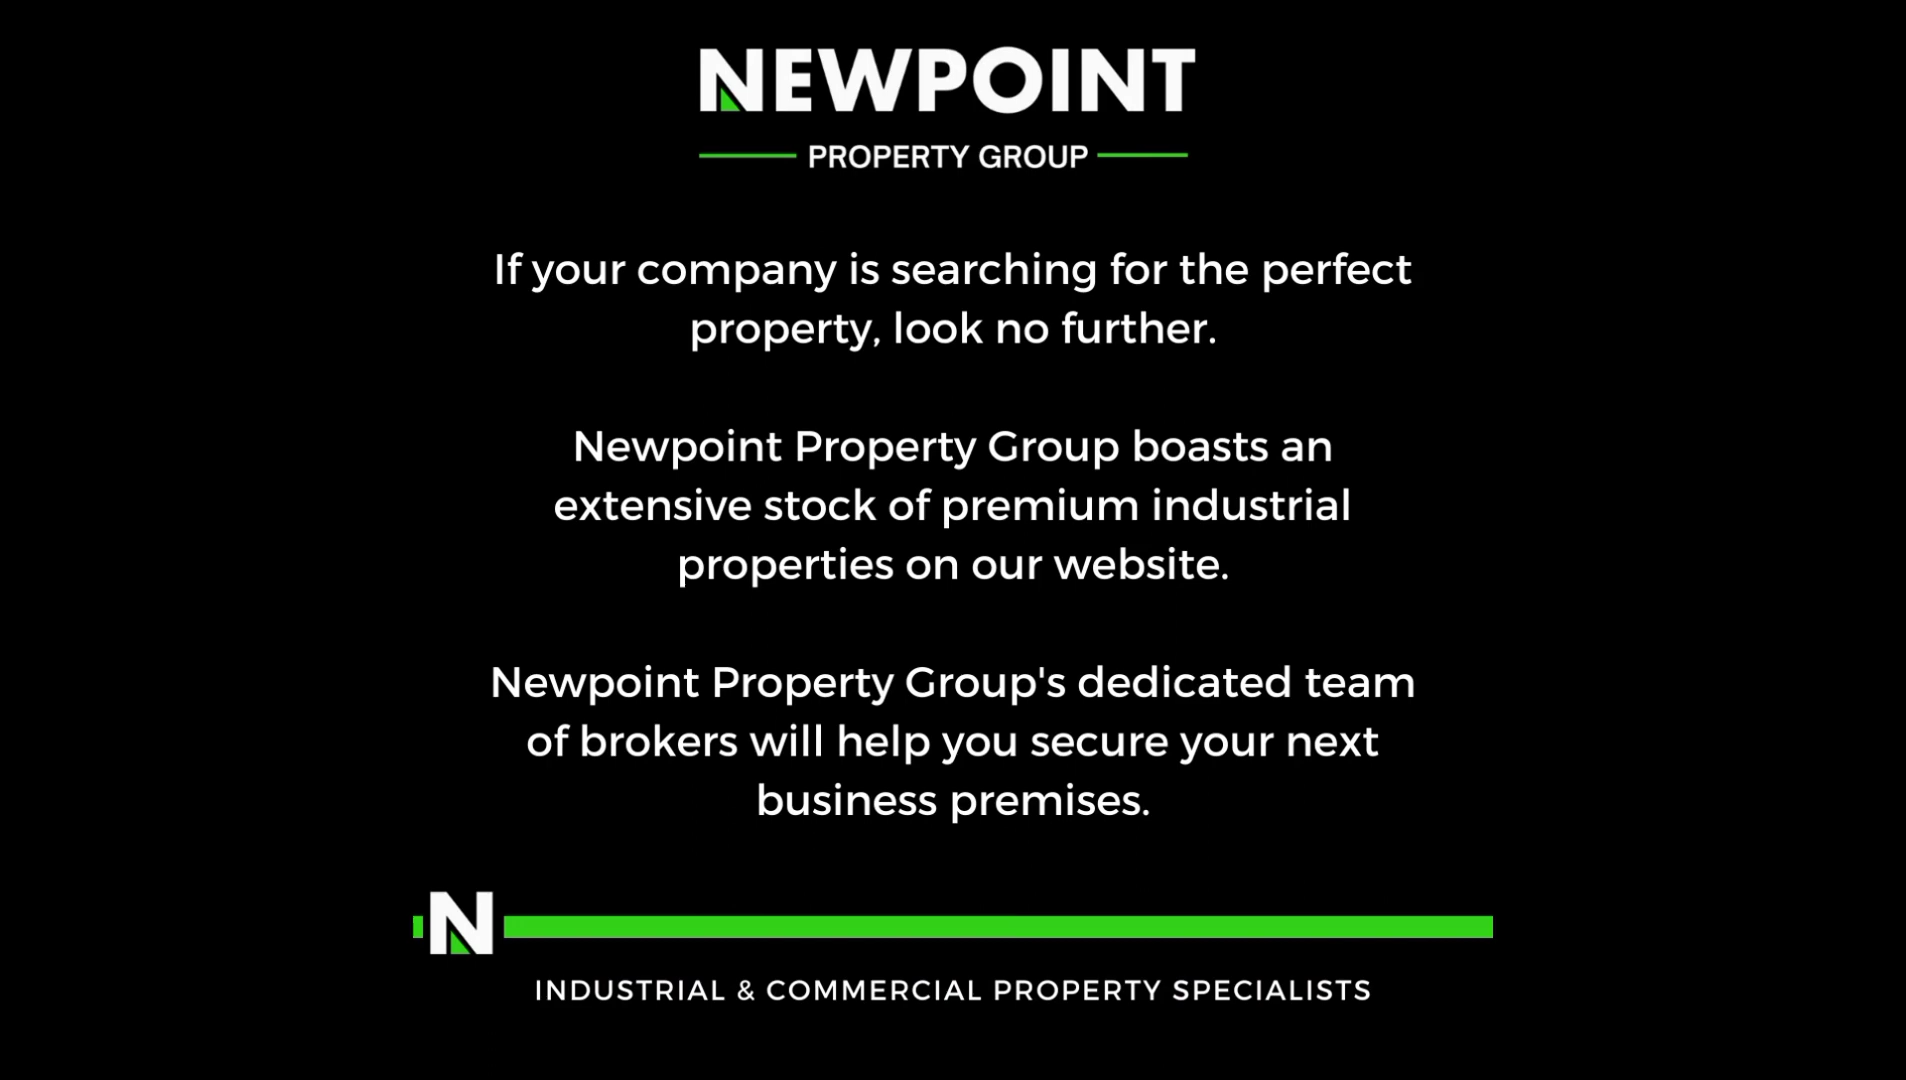 NEWPOINT
PROPERTY GROUP
If your company is searching for the perfect
property, look no further.
Newpoint Property Group boasts an
extensive stock of premium industrial
properties on our website.
Newpoint Property Group's dedicated team
of brokers will help you secure your next
business premises.
N
INDUSTRIAL & COMMERCIAL PROPERTY SPECIALISTS